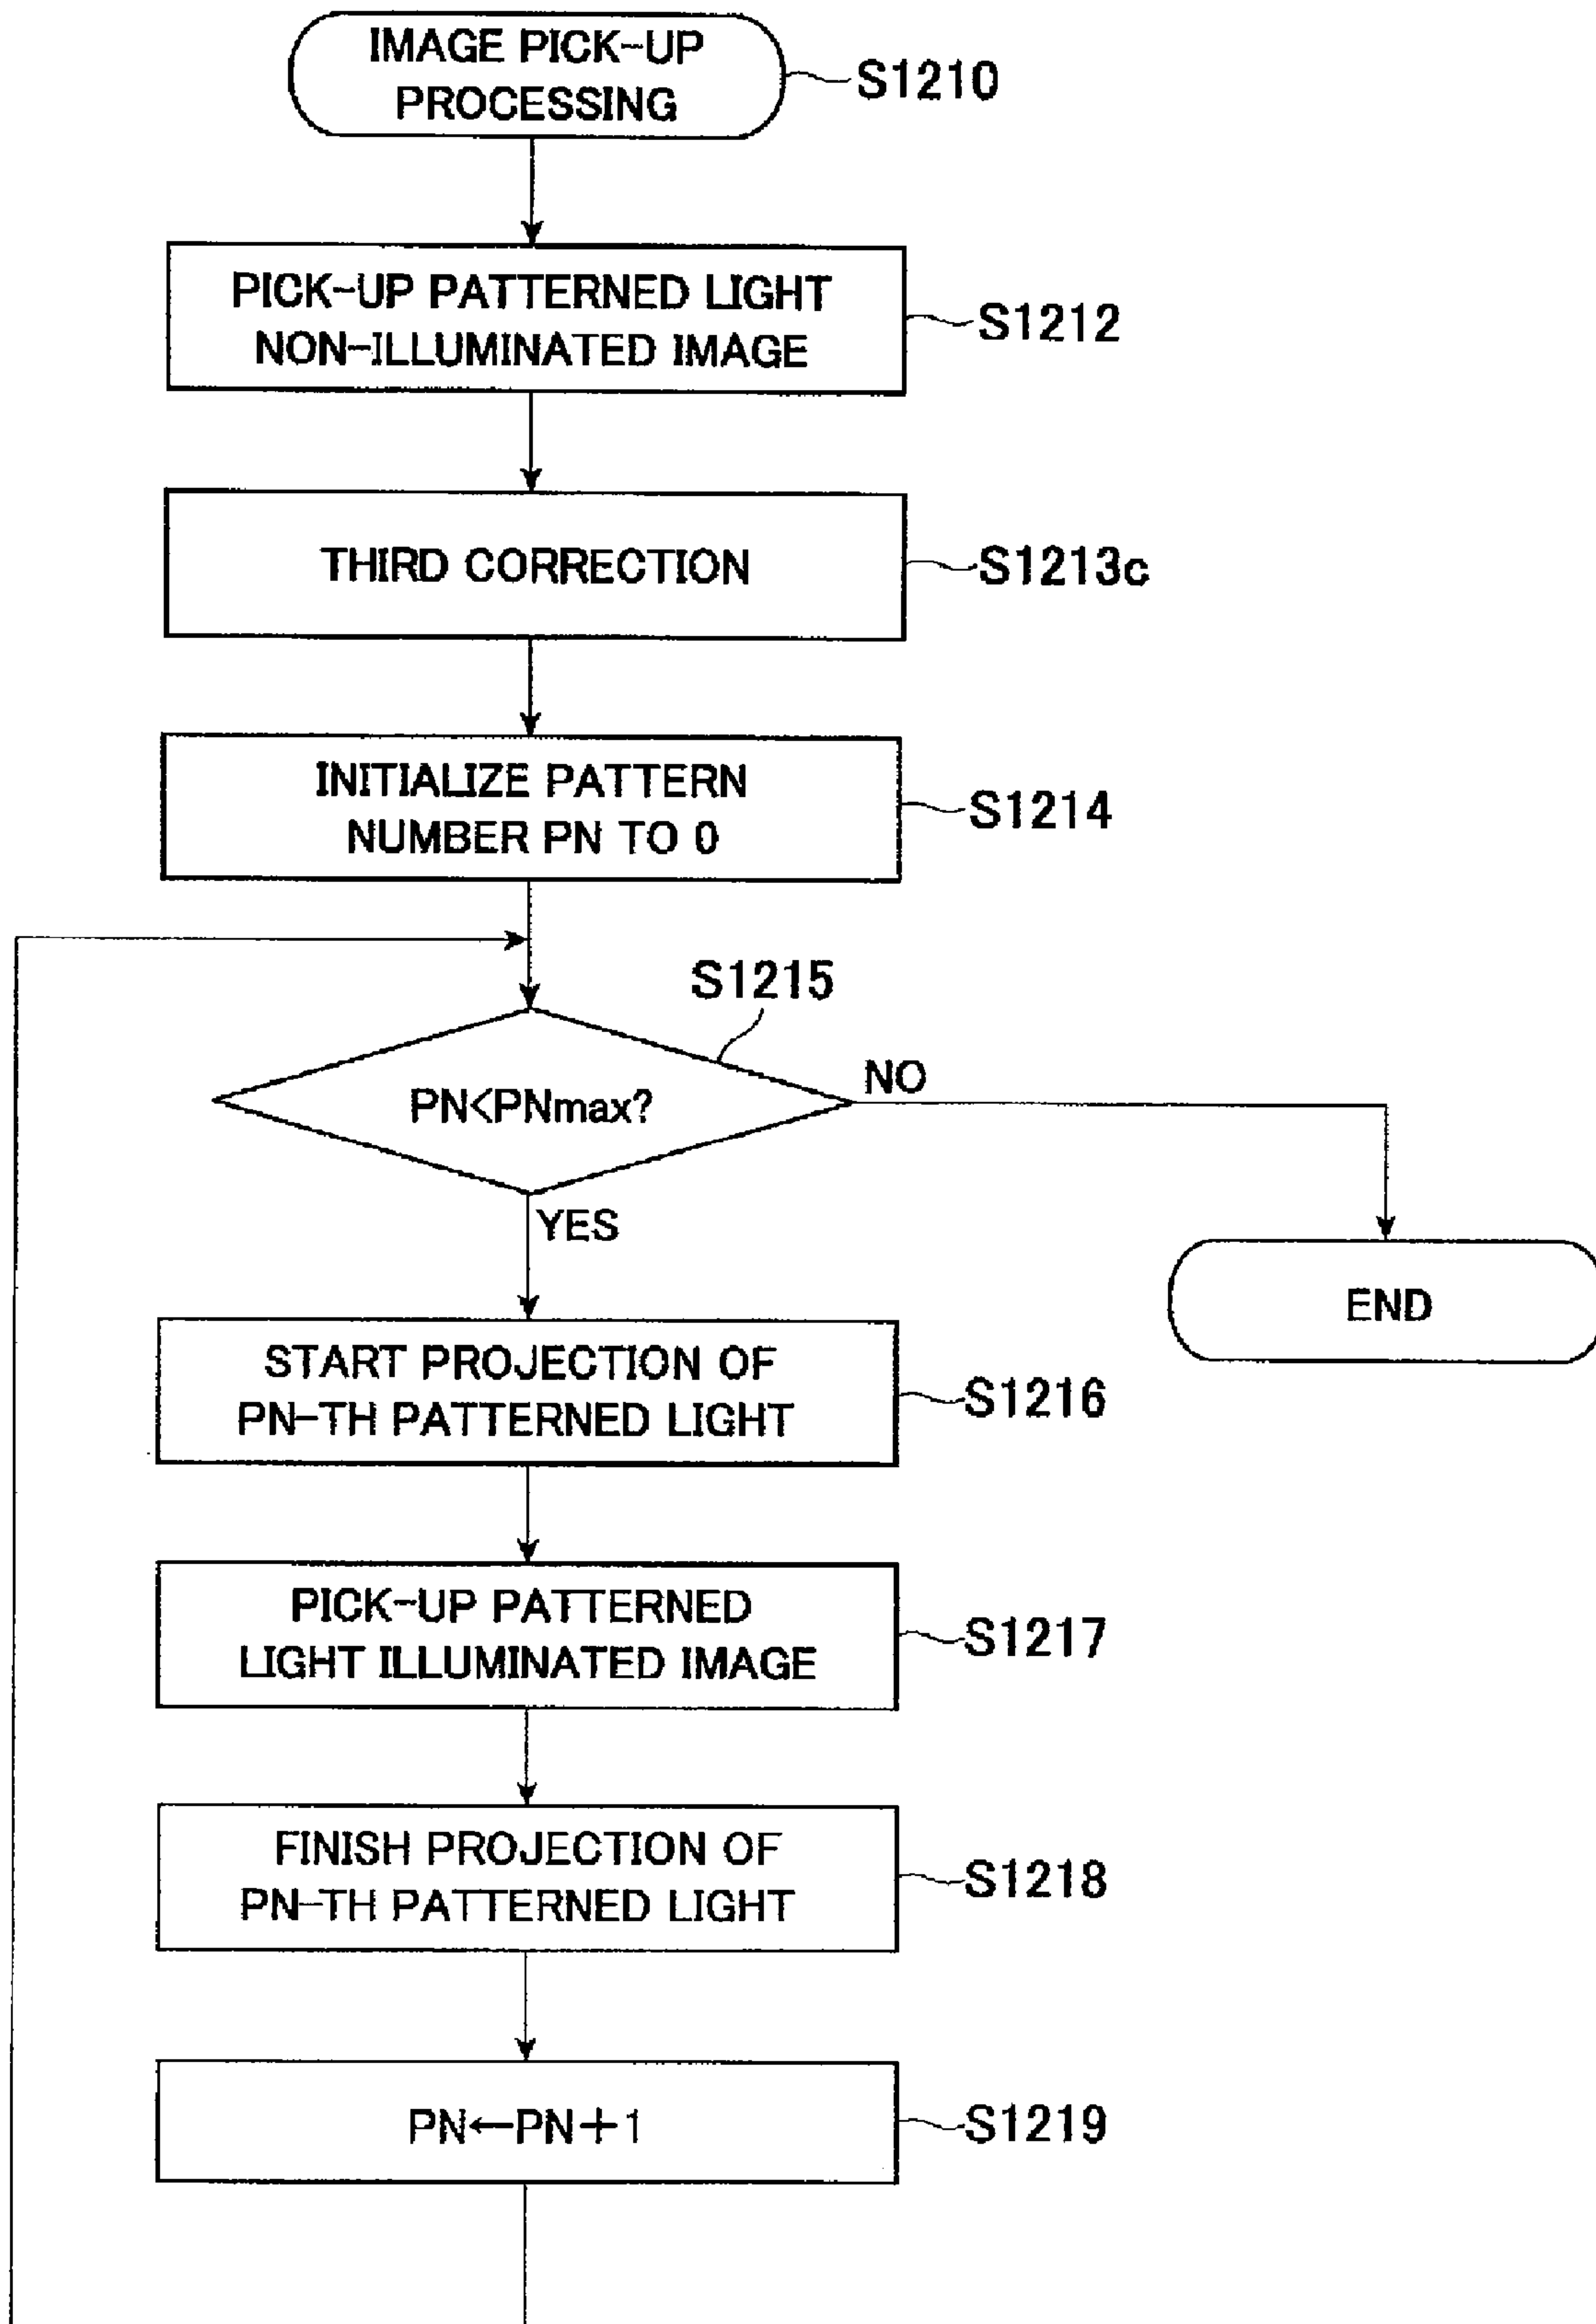 IMAGE PICK-UP
PROCESSING
S1210
PICK-UP PATTERNED LIGHT
NON-ILLUMINATED IMAGE
S1212
THIRD CORRECTION
S1213c
INITIALIZE PATTERN
NUMBER PN TO 0
S1214
S1215
PN<PNmax?
NO
YES
END
START PROJECTION OF
PN-TH PATTERNED LIGHT
S1216
PICK-UP PATTERNED
LIGHT ILLUMINATED IMAGE
S1217
FINISH PROJECTION OF
PN-TH PATTERNED LIGHT
S1218
PN←PN+1
S1219